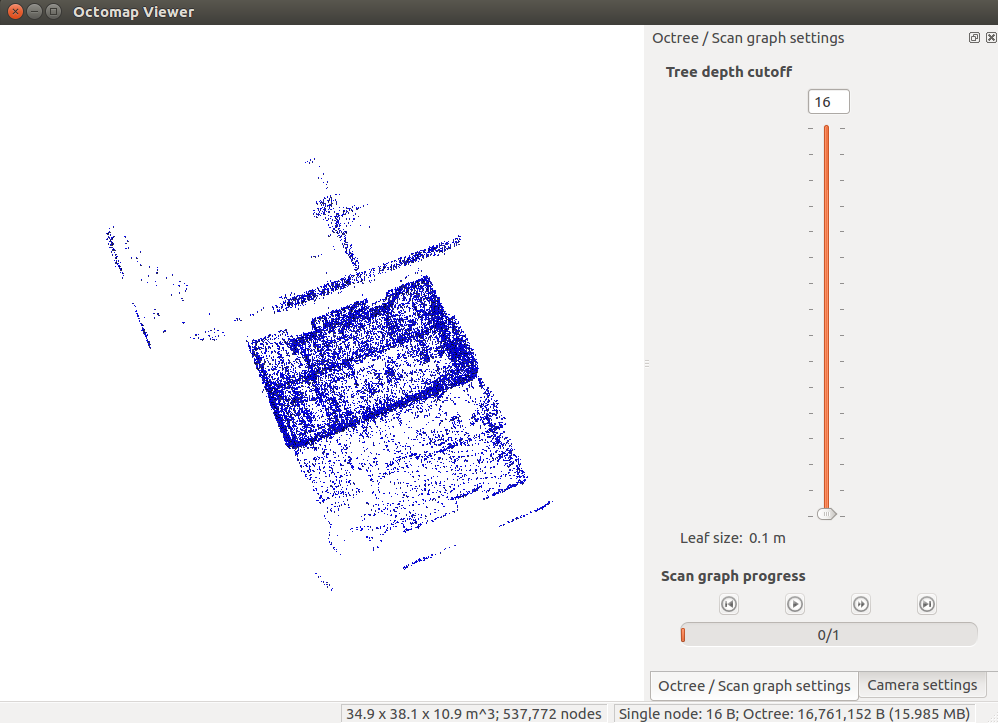 Octomap Viewer
Octree / Scan graph settings
Tree depth cutoff
16
Leaf size: 0.1 m
Scan graph progress
0/1
Octree / Scan graph settings
Camera settings
34.9 x 38.1 x 10.9 m^3; 537,772 nodes
Single node: 16 B; Octree: 16,761,152 B (15.985 MB)